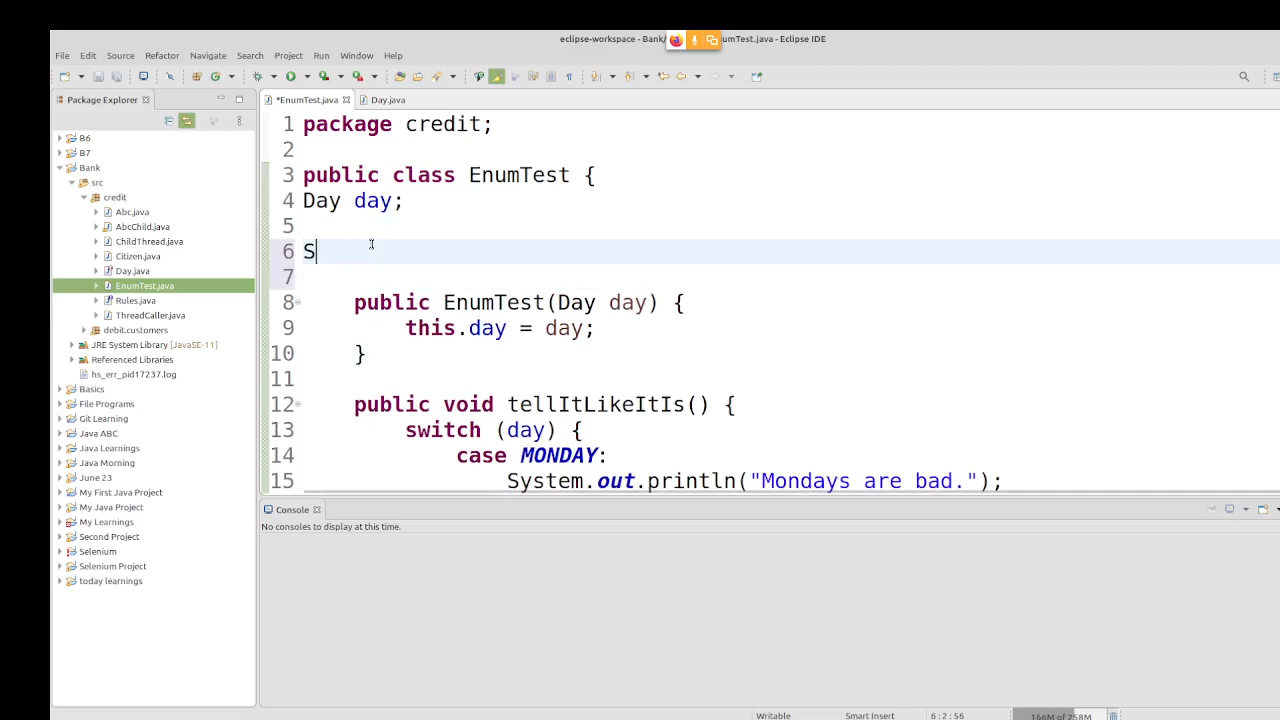 eclipse-workspace - Bank/ umTest.java - Eclipse IDE
File Edit Source Refactor Navigate Search Project Run Window Help
Package Explorer
*EnumTest.java Day.java
B6
B7
Bank
src
credit
Abc.java
AbcChild.java
ChildThread.java
Citizen.java
Day.java
EnumTest.java
Rules.java
ThreadCaller.java
debit.customers
JRE System Library [JavaSE-11]
Referenced Libraries
hs_err_pid17237.log
Basics
File Programs
Git Learning
Java ABC
Java Learnings
Java Morning
June 23
My First Java Project
My Java Project
My Learnings
Second Project
Selenium
Selenium Project
today learnings
1 package credit;
2
3 public class EnumTest {
4 Day day;
5
6 S
7
8 public EnumTest(Day day) {
9 this.day = day;
10 }
11
12 public void tellItLikeItIs() {
13 switch (day) {
14 case MONDAY:
15 System.out.println("Mondays are bad.");
Console
No consoles to display at this time.
Writable Smart Insert 6 : 2 : 56 166M of 258M